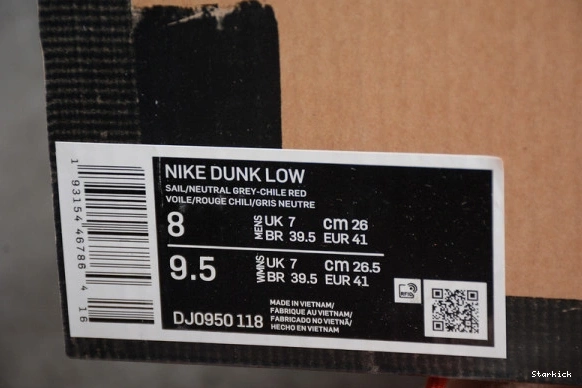 NIKE DUNK LOW
SAIL/NEUTRAL GREY-CHILE RED
VOILE/ROUGE CHILI/GRIS NEUTRE
8 MENS UK 7 cm 26
BR 39.5 EUR 41
9.5 WMNS UK 7 cm 26.5
BR 39.5 EUR 41
RFID
DJ0950 118
MADE IN VIETNAM/
FABRIQUE AU VIETNAM/
FABRICADO NO VIETNÃ/
HECHO EN VIETNAM
1 93154 46786 4 16
Starkick